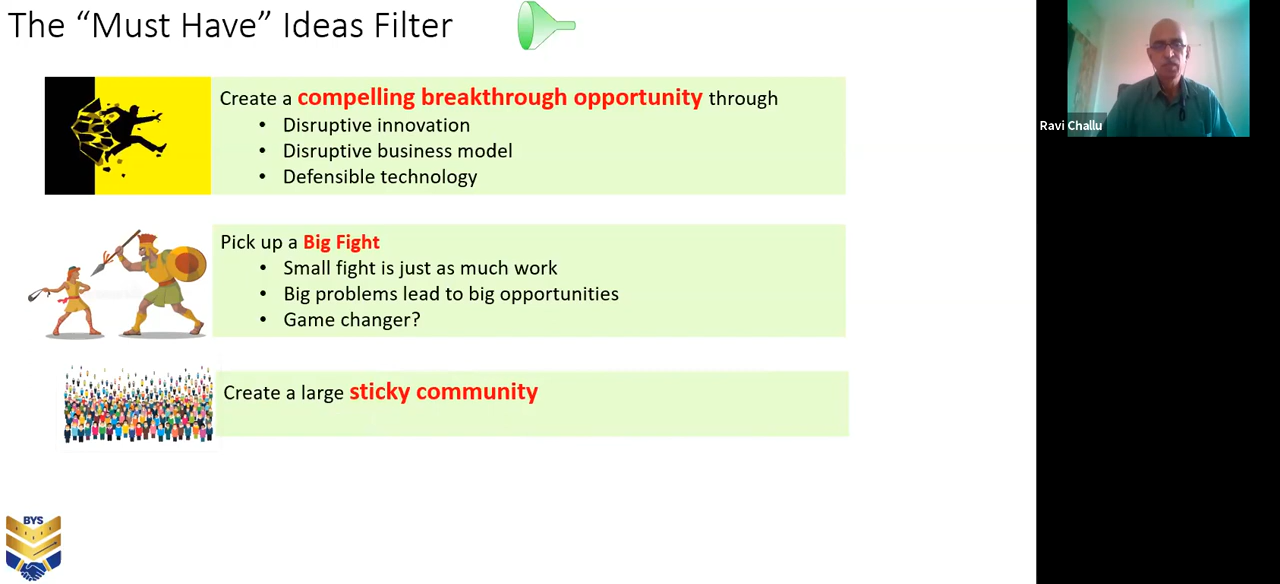 The “Must Have” Ideas Filter
Create a compelling breakthrough opportunity through
• Disruptive innovation
• Disruptive business model
• Defensible technology
Pick up a Big Fight
• Small fight is just as much work
• Big problems lead to big opportunities
• Game changer?
Create a large sticky community
BYS
Ravi Challu